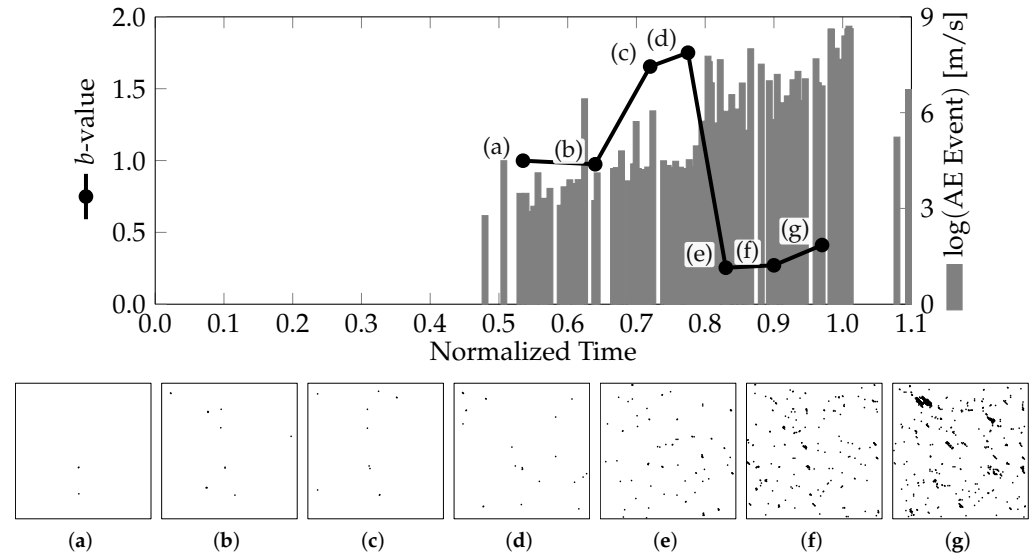 2.0
1.5
1.0
0.5
0.0
b-value
9
6
3
0
log(AE Event) [m/s]
(a)
(b)
(c)
(d)
(e)
(f)
(g)
0.0 0.1 0.2 0.3 0.4 0.5 0.6 0.7 0.8 0.9 1.0 1.1
Normalized Time
(a) (b) (c) (d) (e) (f) (g)